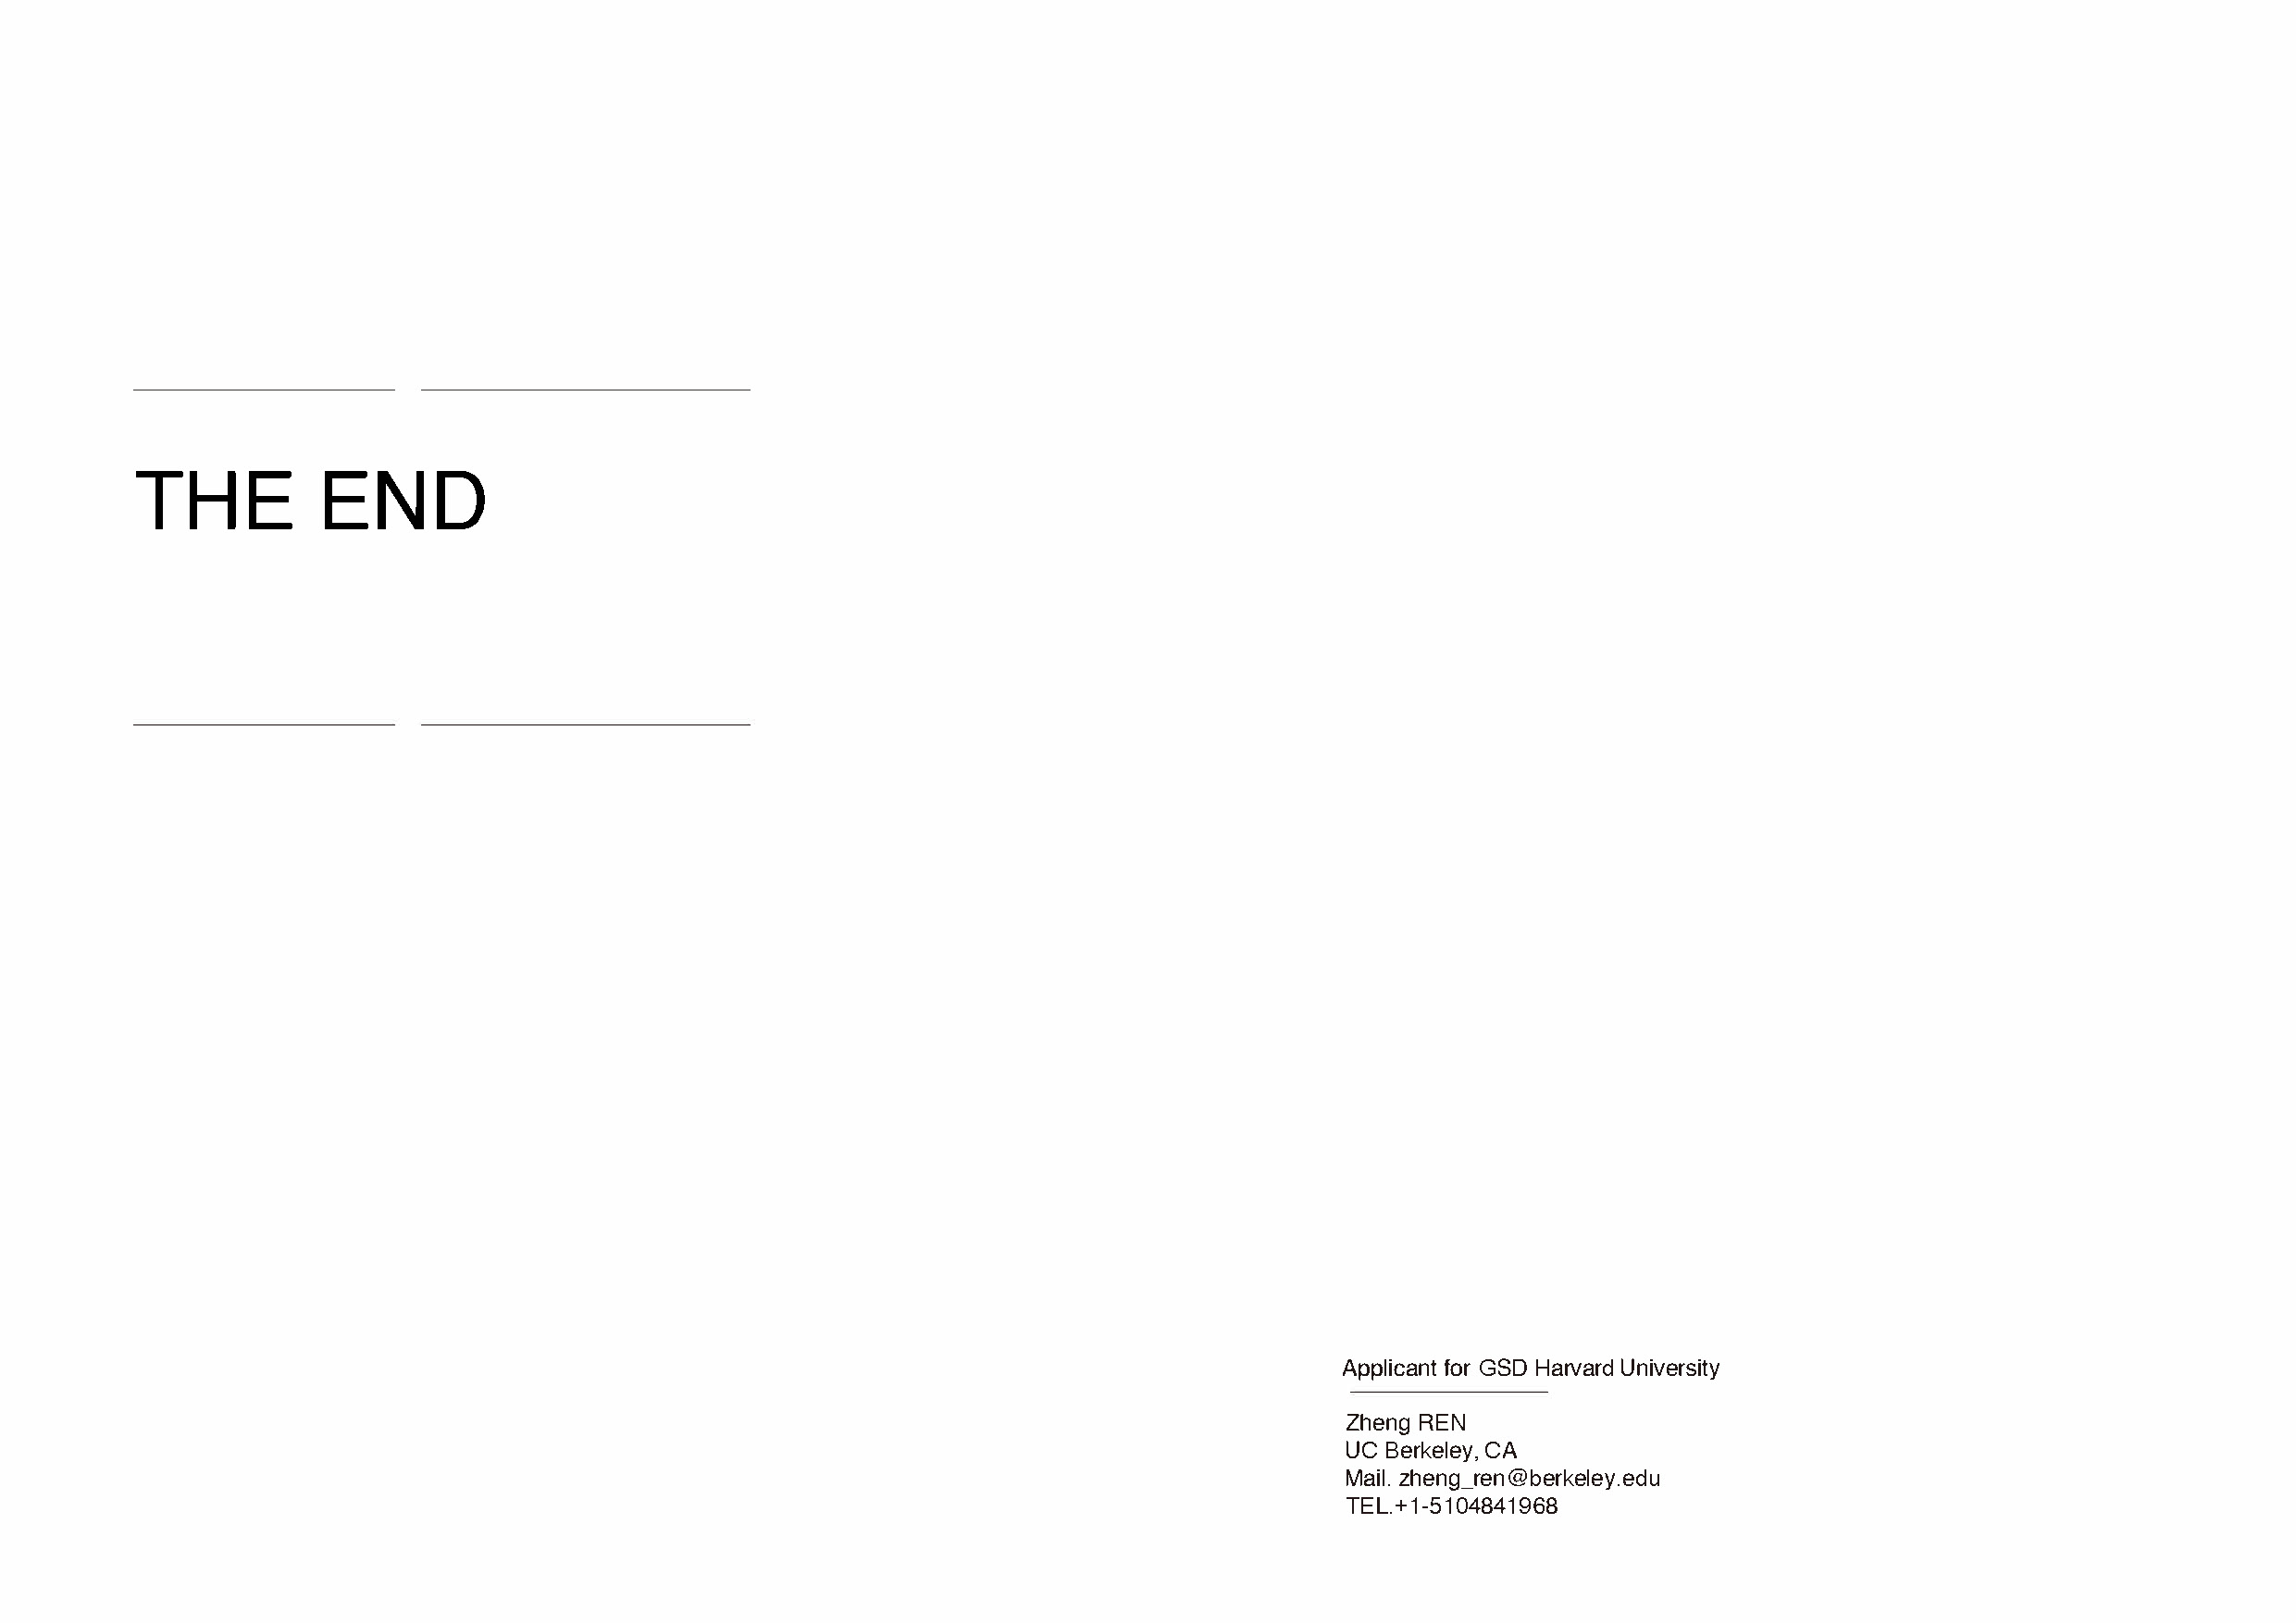 THE END
Applicant for GSD Harvard University
Zheng REN
UC Berkeley, CA
Mail. zheng_ren@berkeley.edu
TEL.+1-5104841968